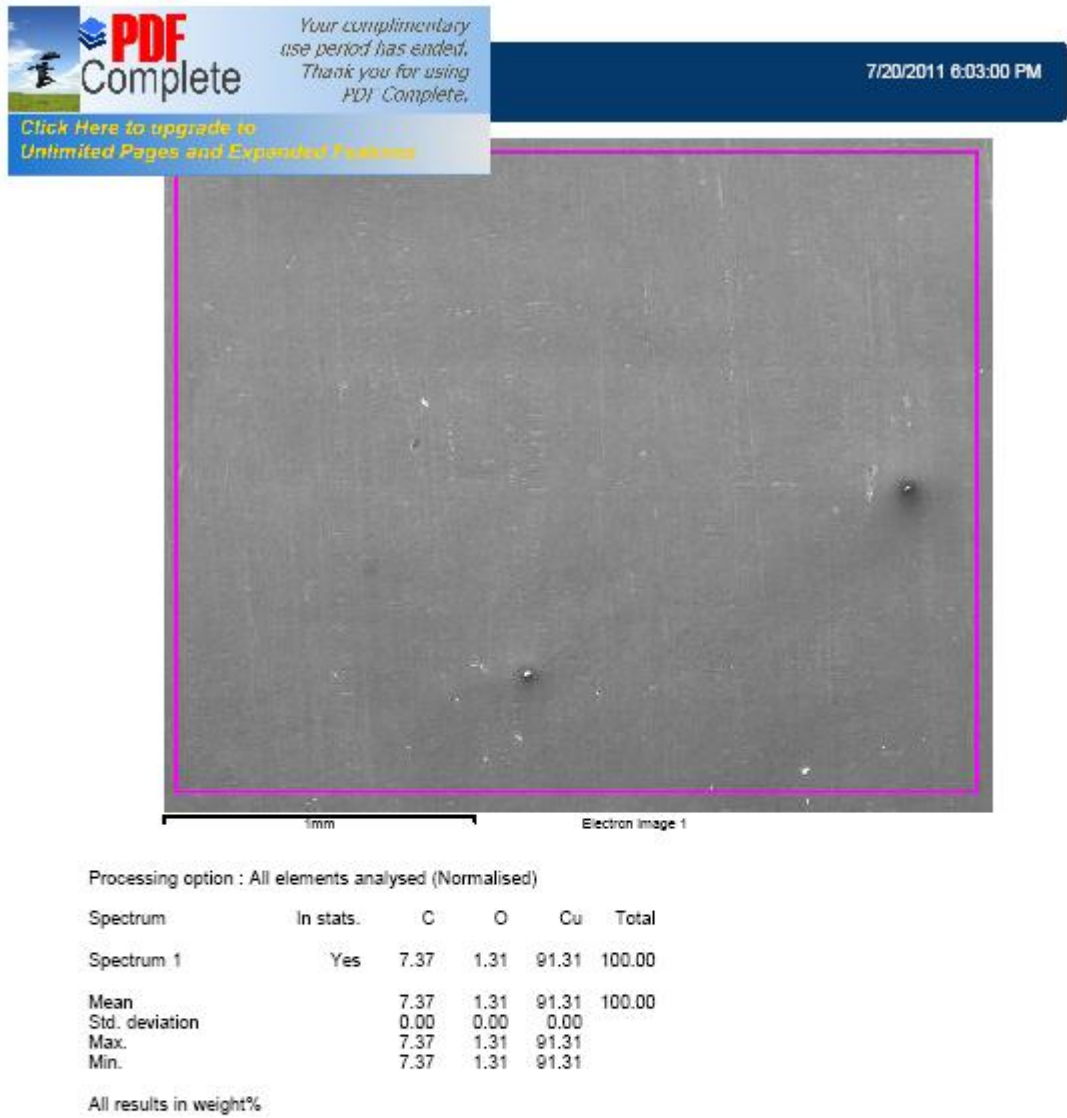 PDF
Complete
Your complimentary
use period has ended.
Thank you for using
PDF Complete.
Click Here to upgrade to
Unlimited Pages and Expanded Features
7/20/2011 6:03:00 PM
1mm
Electron Image 1
Processing option : All elements analysed (Normalised)
Spectrum In stats. C O Cu Total
Spectrum 1 Yes 7.37 1.31 91.31 100.00
Mean 7.37 1.31 91.31 100.00
Std. deviation 0.00 0.00 0.00
Max. 7.37 1.31 91.31
Min. 7.37 1.31 91.31
All results in weight%